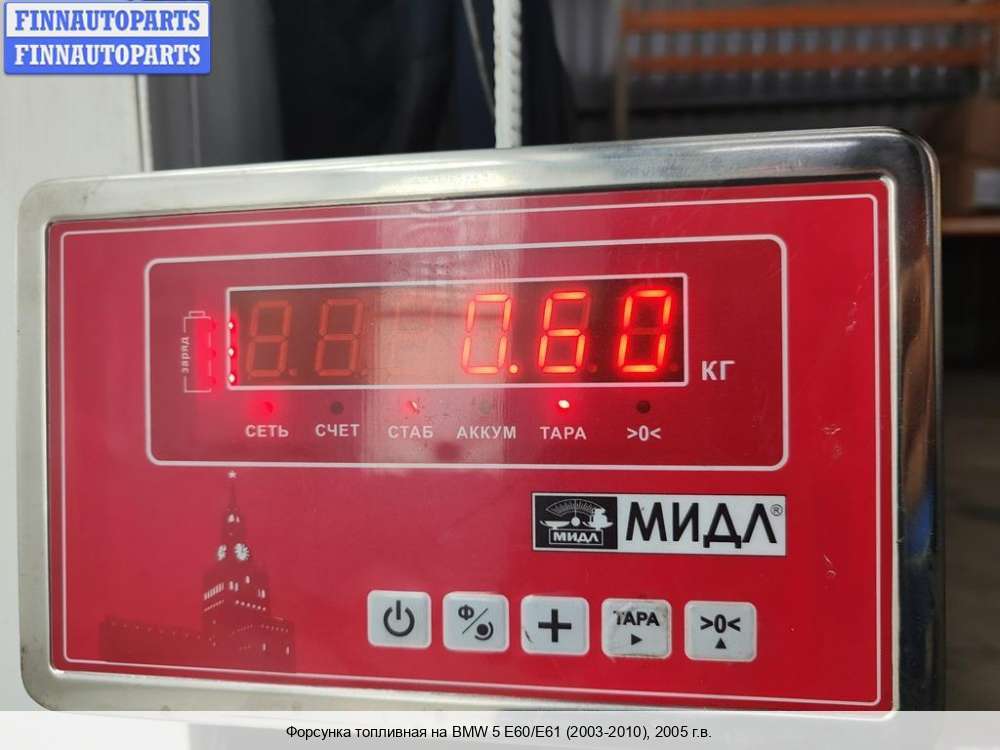 FINNAUTOPARTS
FINNAUTOPARTS
заряд
0.60
КГ
СЕТЬ СЧЕТ СТАБ АККУМ ТАРА >0<
МИДЛ МИДЛ®
Ф ТАРА >0<
Форсунка топливная на BMW 5 E60/E61 (2003-2010), 2005 г.в.